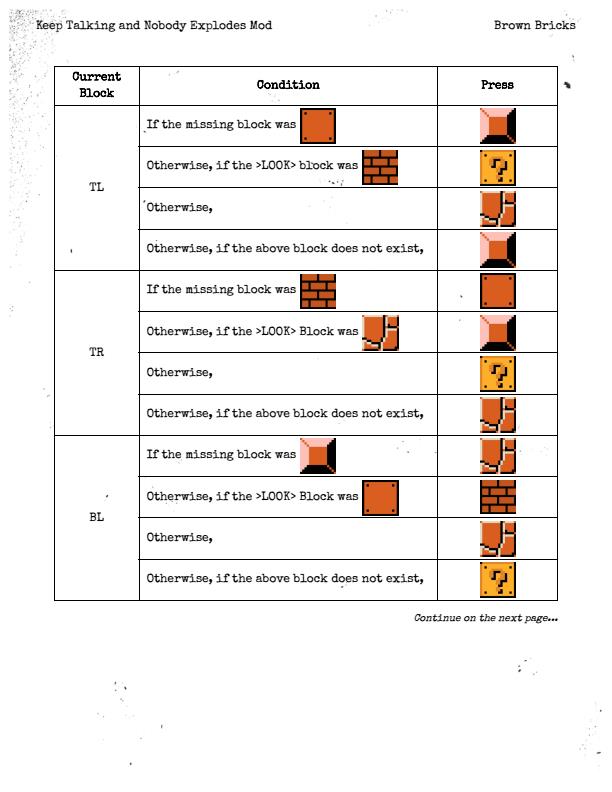 Keep Talking and Nobody Explodes Mod Brown Bricks
Current Block Condition Press
TL
If the missing block was
Otherwise, if the >LOOK> block was
?
Otherwise,
Otherwise, if the above block does not exist,
TR
If the missing block was
Otherwise, if the >LOOK> Block was
Otherwise,
?
Otherwise, if the above block does not exist,
BL
If the missing block was
Otherwise, if the >LOOK> Block was
Otherwise,
Otherwise, if the above block does not exist,
?
Continue on the next page...